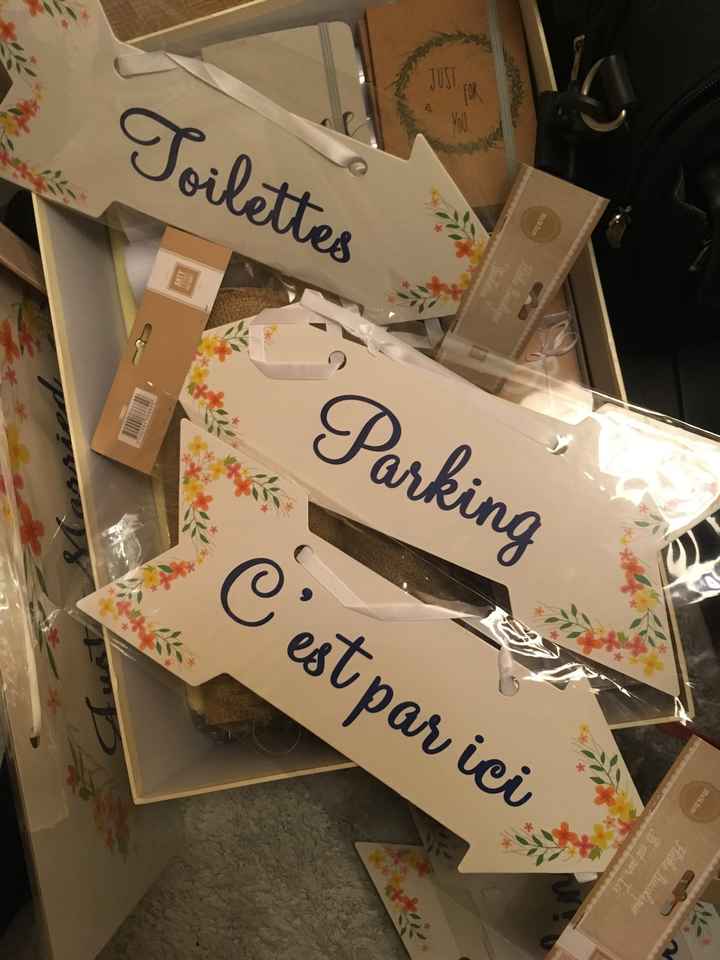 JUST
FOR
YOU
Toilettes
Parking
C'est par ici
Just Married